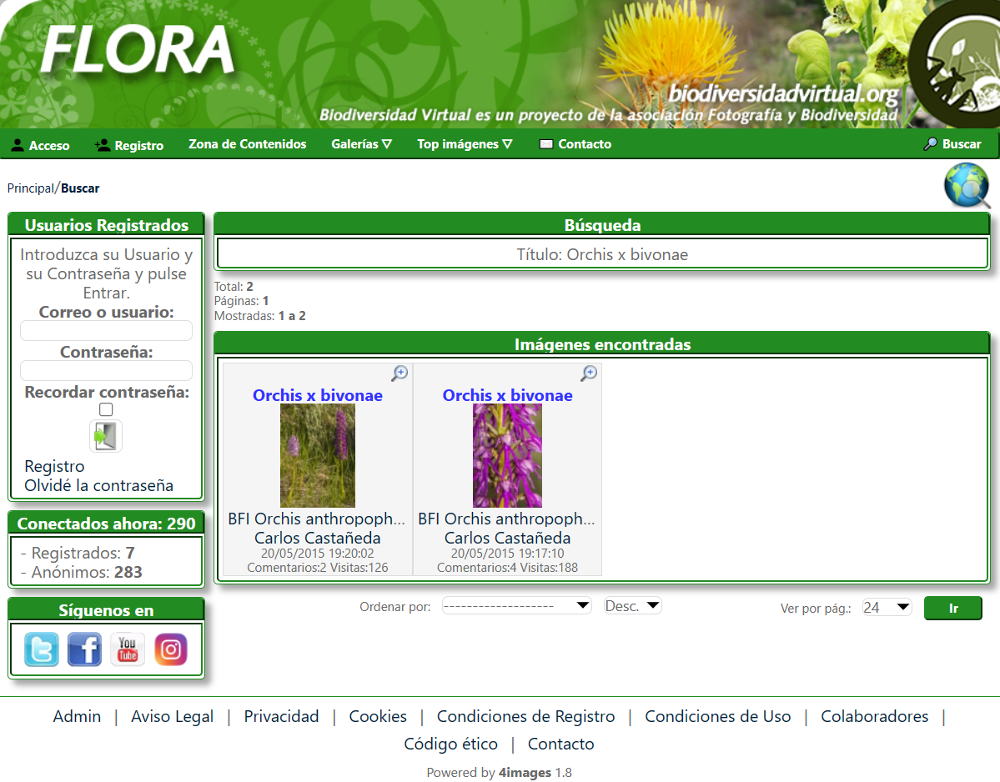 FLORA
biodiversidadvirtual.org
Biodiversidad Virtual es un proyecto de la asociación Fotografía y Biodiversidad
Acceso Registro Zona de Contenidos Galerías ▽ Top imágenes ▽ Contacto Buscar
Principal/Buscar
Usuarios Registrados
Introduzca su Usuario y
su Contraseña y pulse
Entrar.
Correo o usuario:
Contraseña:
Recordar contraseña:
Registro
Olvidé la contraseña
Conectados ahora: 290
- Registrados: 7
- Anónimos: 283
Síguenos en
You
Tube
Búsqueda
Título: Orchis x bivonae
Total: 2
Páginas: 1
Mostradas: 1 a 2
Imágenes encontradas
Orchis x bivonae
BFI Orchis anthropoph...
Carlos Castañeda
20/05/2015 19:20:02
Comentarios:2 Visitas:126
Orchis x bivonae
BFI Orchis anthropoph...
Carlos Castañeda
20/05/2015 19:17:10
Comentarios:4 Visitas:188
Ordenar por: ------------------- Desc. Ver por pág.: 24 Ir
Admin | Aviso Legal | Privacidad | Cookies | Condiciones de Registro | Condiciones de Uso | Colaboradores |
Código ético | Contacto
Powered by 4images 1.8